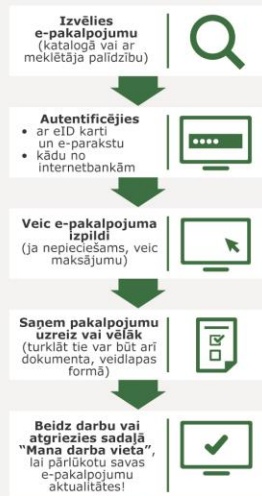 Izvēlies
e-pakalpojumu
(katalogā vai ar
meklētāja palīdzību)
Autentificējies
• ar eID karti
un e-parakstu
• kādu no
internetbankām
Veic e-pakalpojuma
izpildi
(ja nepieciešams, veic
maksājumu)
Saņem pakalpojumu
uzreiz vai vēlāk
(turklāt tie var būt arī
dokumenta, veidlapas
formā)
Beidz darbu vai
atgriezies sadaļā
“Mana darba vieta”,
lai pārlūkotu savas
e-pakalpojumu
aktualitātes!